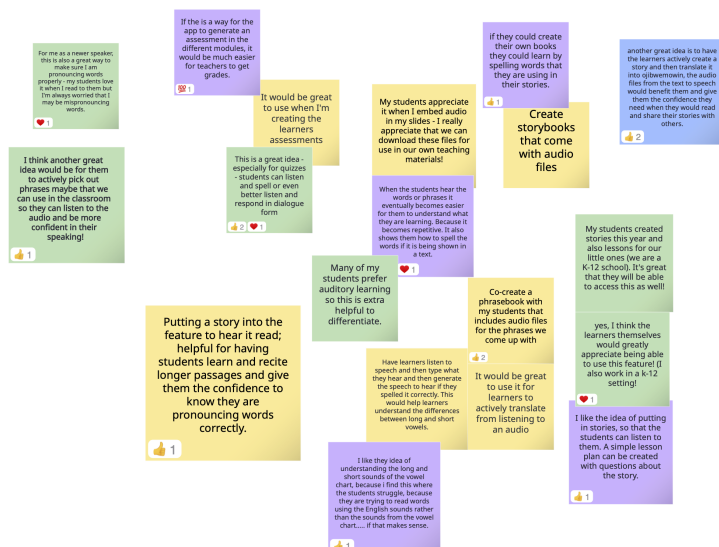 For me as a newer speaker,
this is also a great way to
make sure I am
pronouncing words
properly - my students love
it when I read to them but
I'm always worried that I
may be mispronouncing
words.
1
If the is a way for the
app to generate an
assessment in the
different modules, it
would be much easier
for teachers to get
grades.
1
It would be great
to use when I'm
creating the
learners
assessments
This is a great idea -
especially for quizzes
- students can listen
and spell or even
better listen and
respond in dialogue
form
2
1
I think another great
idea would be for them
to actively pick out
phrases maybe that we
can use in the classroom
so they can listen to the
audio and be more
confident in their
speaking!
1
My students appreciate
it when I embed audio
in my slides - I really
appreciate that we can
download these files for
use in our own teaching
materials!
When the students hear the
words or phrases it
eventually becomes easier
for them to understand what
they are learning. Because it
becomes repetitive. It also
shows them how to spell the
words if it is being shown in
a text.
1
if they could create
their own books
they could learn by
spelling words that
they are using in
their stories.
1
Create
storybooks
that come
with audio
files
another great idea is to have
the learners actively create a
story and then translate it
into ojibwemowin, the audio
files from the text to speech
would benefit them and give
them the confidence they
need when they would read
and share their stories with
others.
2
Many of my
students prefer
auditory learning
so this is extra
helpful to
differentiate.
Putting a story into the
feature to hear it read;
helpful for having
students learn and recite
longer passages and give
them the confidence to
know they are
pronouncing words
correctly.
1
Co-create a
phrasebook with
my students that
includes audio files
for the phrases we
come up with
2
Have learners listen to
speech and then type what
they hear and then generate
the speech to hear if they
spelled it correctly. This
would help learners
understand the differences
between long and short
vowels.
It would be great
to use it for
learners to
actively translate
from listening to
an audio
I like they idea of
understanding the long and
short sounds of the vowel
chart, because i find this where
the students struggle, because
they are trying to read words
using the English sounds rather
than the sounds from the vowel
chart..... if that makes sense.
1
My students created
stories this year and
also lessons for our
little ones (we are a
K-12 school). It's great
that they will be able
to access this as well!
yes, I think the
learners themselves
would greatly
appreciate being able
to use this feature! (I
also work in a k-12
setting!
1
I like the idea of putting
in stories, so that the
students can listen to
them. A simple lesson
plan can be created
with questions about
the story.
1